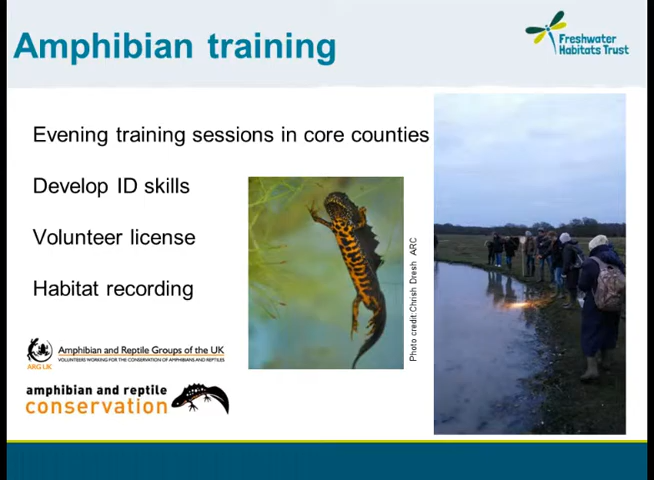 Amphibian training
Freshwater
Habitats Trust
Evening training sessions in core counties
Develop ID skills
Volunteer license
Habitat recording
Photo credit:Chrish Dresh ARC
ARG UK
Amphibian and Reptile Groups of the UK
VOLUNTEERS WORKING FOR THE CONSERVATION OF AMPHIBIANS AND REPTILES
amphibian and reptile
conservation